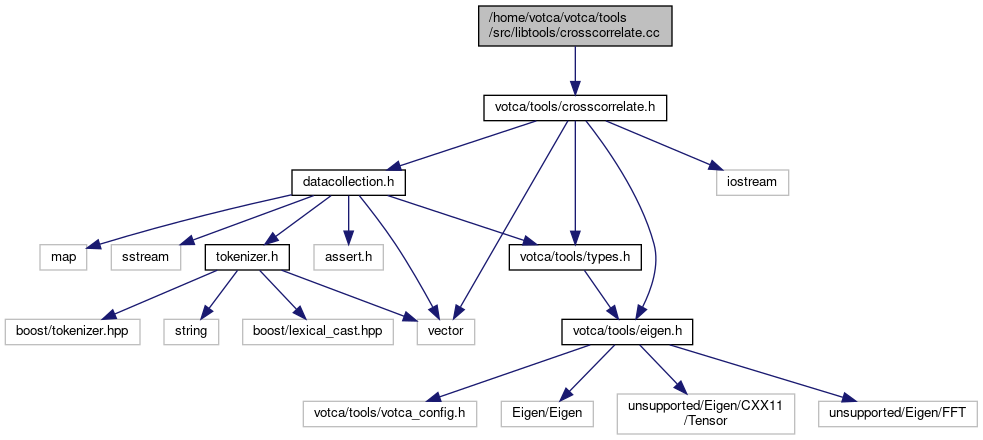 /home/votca/votca/tools
/src/libtools/crosscorrelate.cc
votca/tools/crosscorrelate.h
datacollection.h
iostream
map
sstream
tokenizer.h
assert.h
votca/tools/types.h
boost/tokenizer.hpp
string
boost/lexical_cast.hpp
vector
votca/tools/eigen.h
votca/tools/votca_config.h
Eigen/Eigen
unsupported/Eigen/CXX11
/Tensor
unsupported/Eigen/FFT